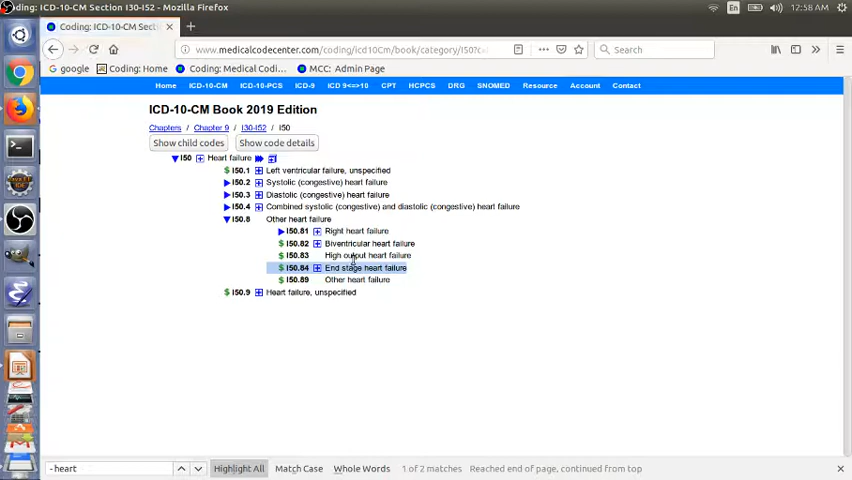 oding: ICD-10-CM Section I30-I52 — Mozilla Firefox
En
12:58 AM
Coding: ICD-10-CM Secti
www.medicalcodecenter.com/coding/icd10Cm/book/category/I50?c
Search
google
Coding: Home
Coding: Medical Codi...
MCC: Admin Page
Home ICD-10-CM ICD-10-PCS ICD-9 ICD 9<=>10 CPT HCPCS DRG SNOMED Resource Account Contact
ICD-10-CM Book 2019 Edition
Chapters / Chapter 9 / I30-I52 / I50
Show child codes Show code details
I50 Heart failure
$ I50.1 Left ventricular failure, unspecified
I50.2 Systolic (congestive) heart failure
I50.3 Diastolic (congestive) heart failure
I50.4 Combined systolic (congestive) and diastolic (congestive) heart failure
I50.8 Other heart failure
I50.81 Right heart failure
$ I50.82 Biventricular heart failure
$ I50.83 High output heart failure
$ I50.84 End stage heart failure
$ I50.89 Other heart failure
$ I50.9 Heart failure, unspecified
- heart
Highlight All Match Case Whole Words 1 of 2 matches Reached end of page, continued from top